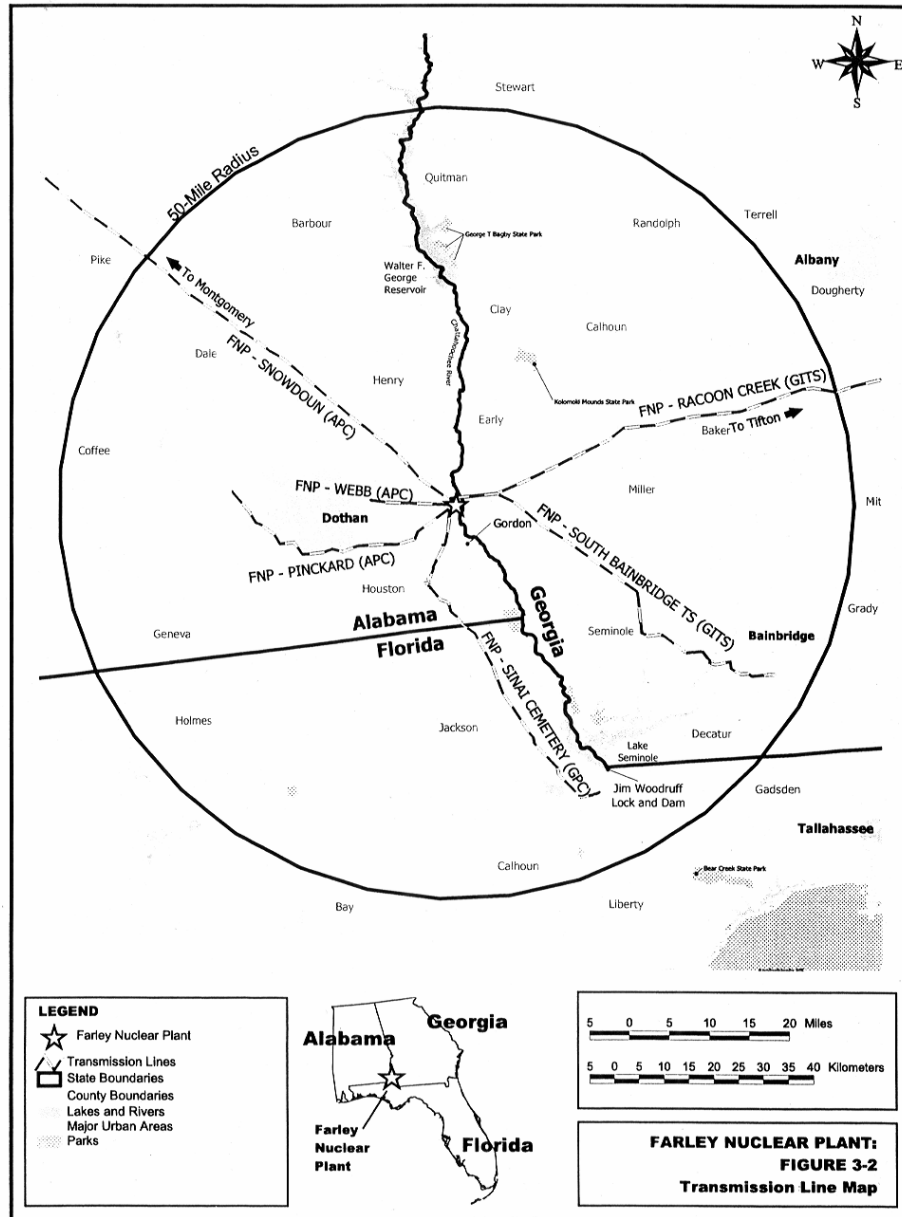 N
W E
S
Stewart
50-Mile Radius
Quitman
Barbour
Randolph
Terrell
George T Bagby State Park
Pike
Walter F.
George
Reservoir
Albany
Dougherty
To Montgomery
Clay
Chattahoochee River
Calhoun
Dale
FNP - SNOWDOUN (APC)
Henry
Kolomoki Mounds State Park
FNP - RACOON CREEK (GITS)
Early
Baker
To Tifton
Coffee
FNP - WEBB (APC)
Miller
Mit
Dothan
Gordon
FNP - SOUTH BAINBRIDGE TS (GITS)
FNP - PINCKARD (APC)
Houston
Georgia
Grady
Alabama
Florida
Geneva
Seminole
Bainbridge
FNP - SINAI CEMETERY (GPC)
Holmes
Jackson
Decatur
Lake
Seminole
Jim Woodruff
Lock and Dam
Gadsden
Tallahassee
Calhoun
Bear Creek State Park
Bay
Liberty
LEGEND
Farley Nuclear Plant
Transmission Lines
State Boundaries
County Boundaries
Lakes and Rivers
Major Urban Areas
Parks
Alabama
Georgia
Farley
Nuclear
Plant
Florida
5 0 5 10 15 20 Miles
5 0 5 10 15 20 25 30 35 40 Kilometers
FARLEY NUCLEAR PLANT:
FIGURE 3-2
Transmission Line Map